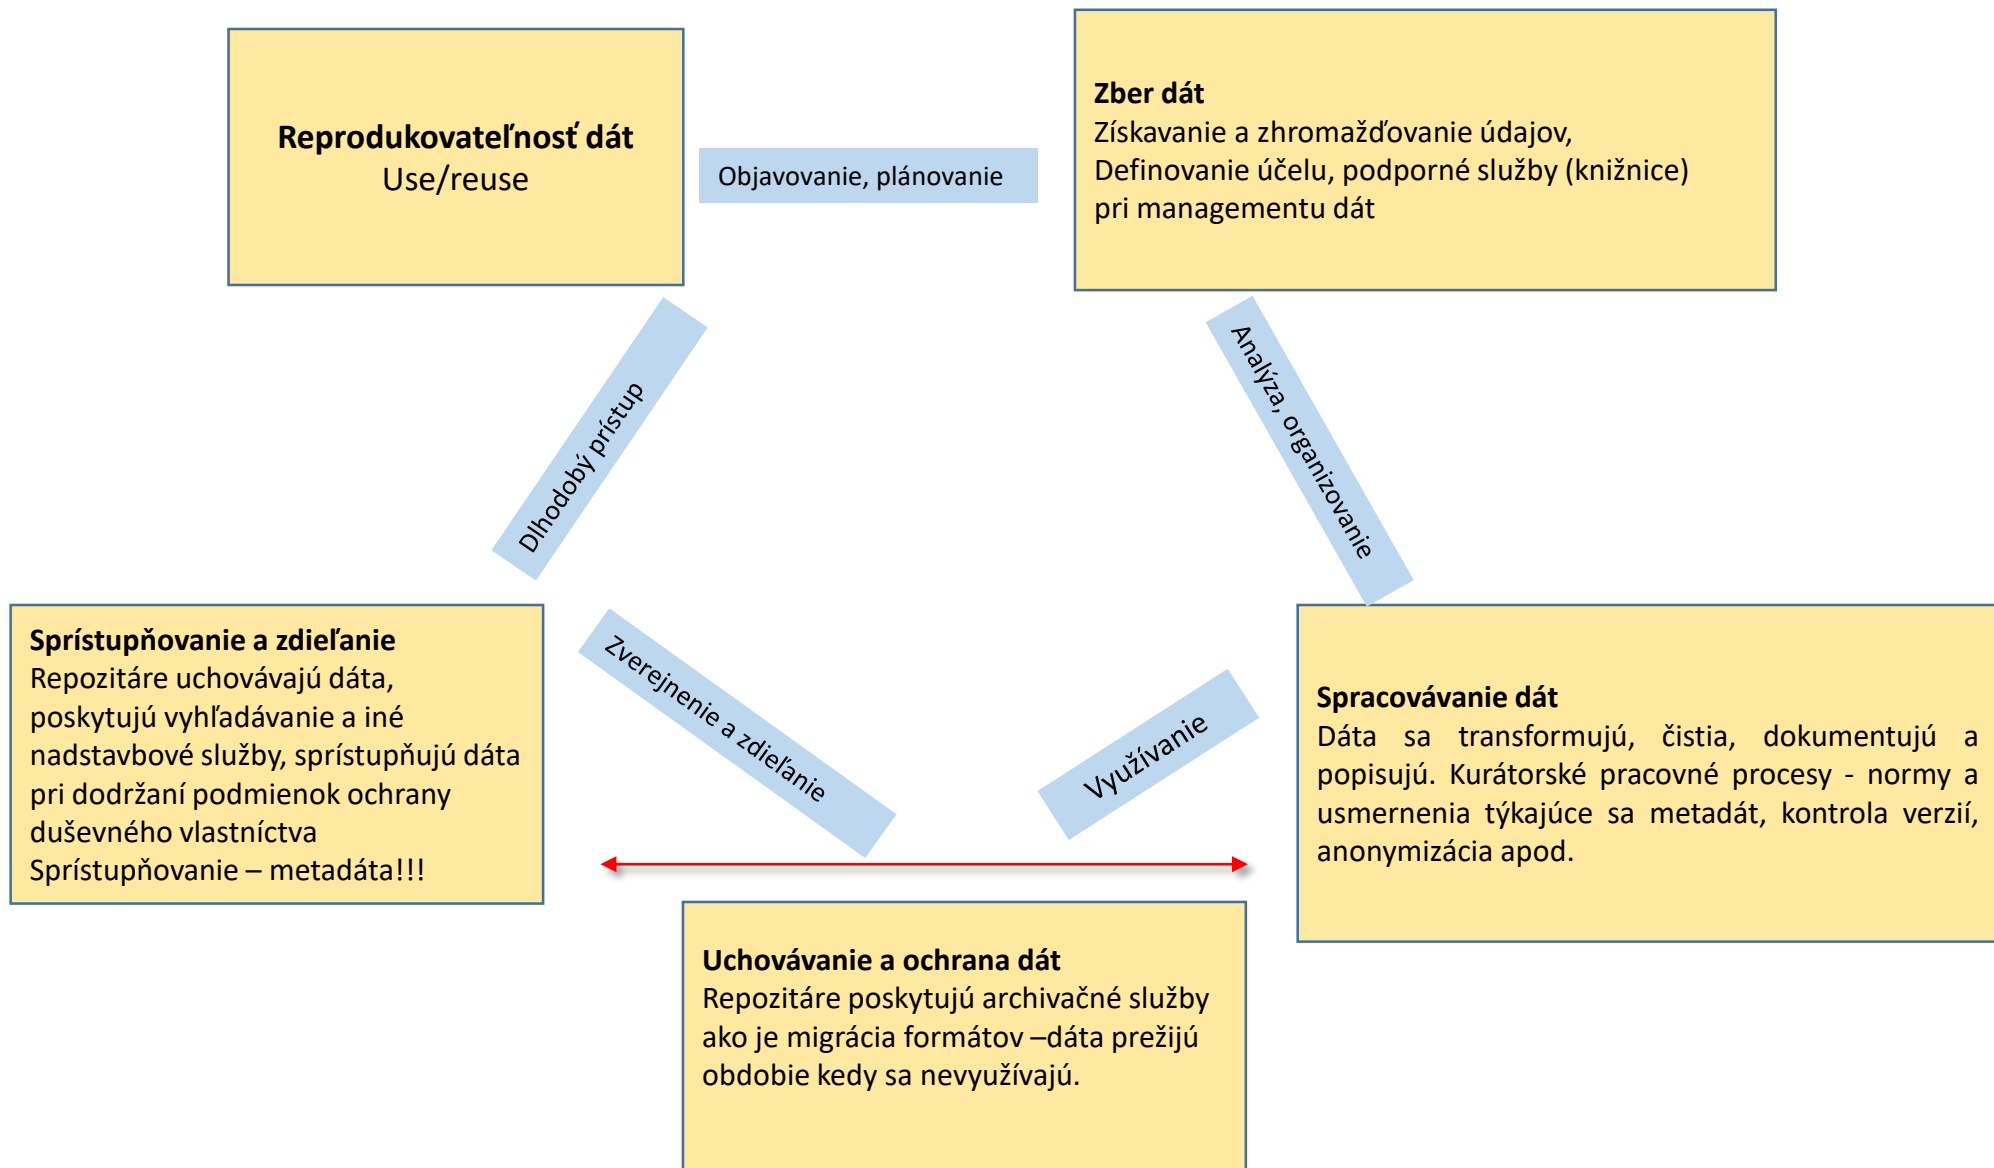 Reprodukovateľnosť dát
Use/reuse
Objavovanie, plánovanie
Zber dát
Získavanie a zhromažďovanie údajov,
Definovanie účelu, podporné služby (knižnice)
pri managementu dát
Analýza, organizovanie
Spracovávanie dát
Dáta sa transformujú, čistia, dokumentujú a
popisujú. Kurátorské pracovné procesy - normy a
usmernenia týkajúce sa metadát, kontrola verzií,
anonymizácia apod.
Využívanie
Uchovávanie a ochrana dát
Repozitáre poskytujú archivačné služby
ako je migrácia formátov –dáta prežijú
obdobie kedy sa nevyužívajú.
Zverejnenie a zdieľanie
Sprístupňovanie a zdieľanie
Repozitáre uchovávajú dáta,
poskytujú vyhľadávanie a iné
nadstavbové služby, sprístupňujú dáta
pri dodržaní podmienok ochrany
duševného vlastníctva
Sprístupňovanie – metadáta!!!
Dlhodobý prístup